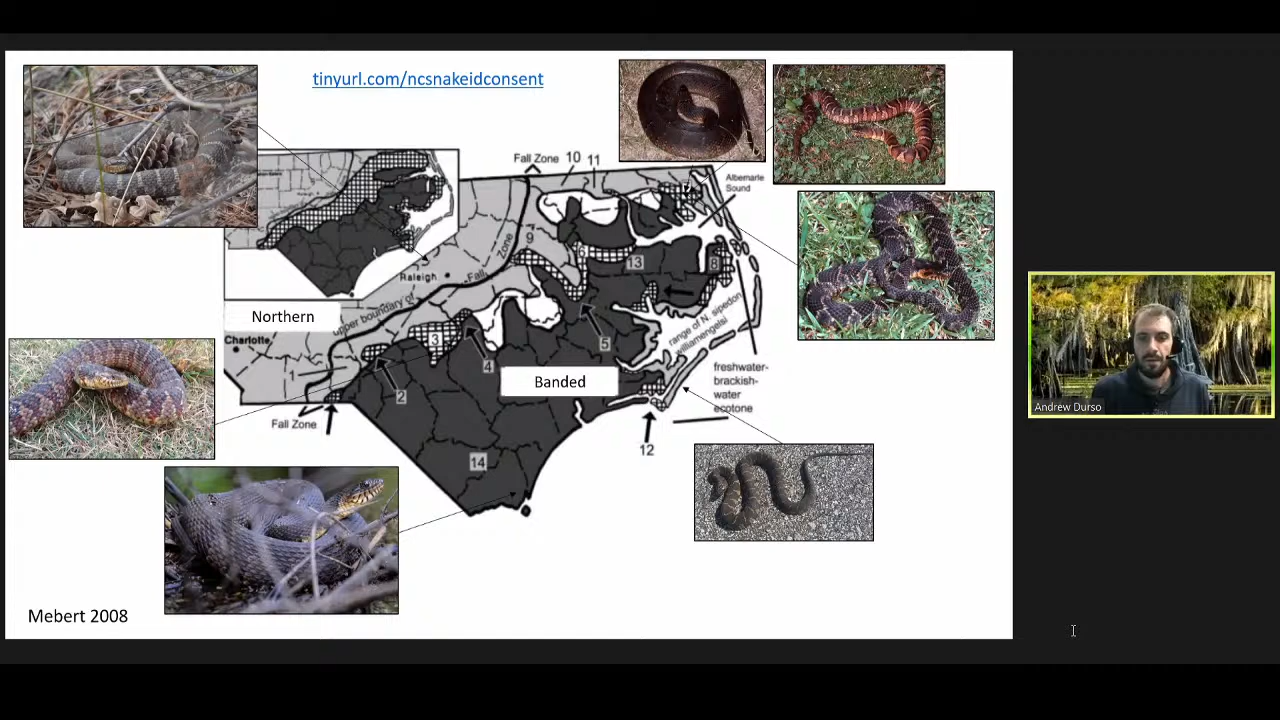 tinyurl.com/ncsnakeidconsent
Fall Zone 10 11
Albemarle
Sound
9
Fall Zone
Raleigh
upper boundary of
6
13
8
Northern
Charlotte
1
3
4
5
range of N. sipedon
williamengelsi
Banded
2
freshwater-
brackish-
water
ecotone
Fall Zone
12
14
Mebert 2008
Andrew Durso